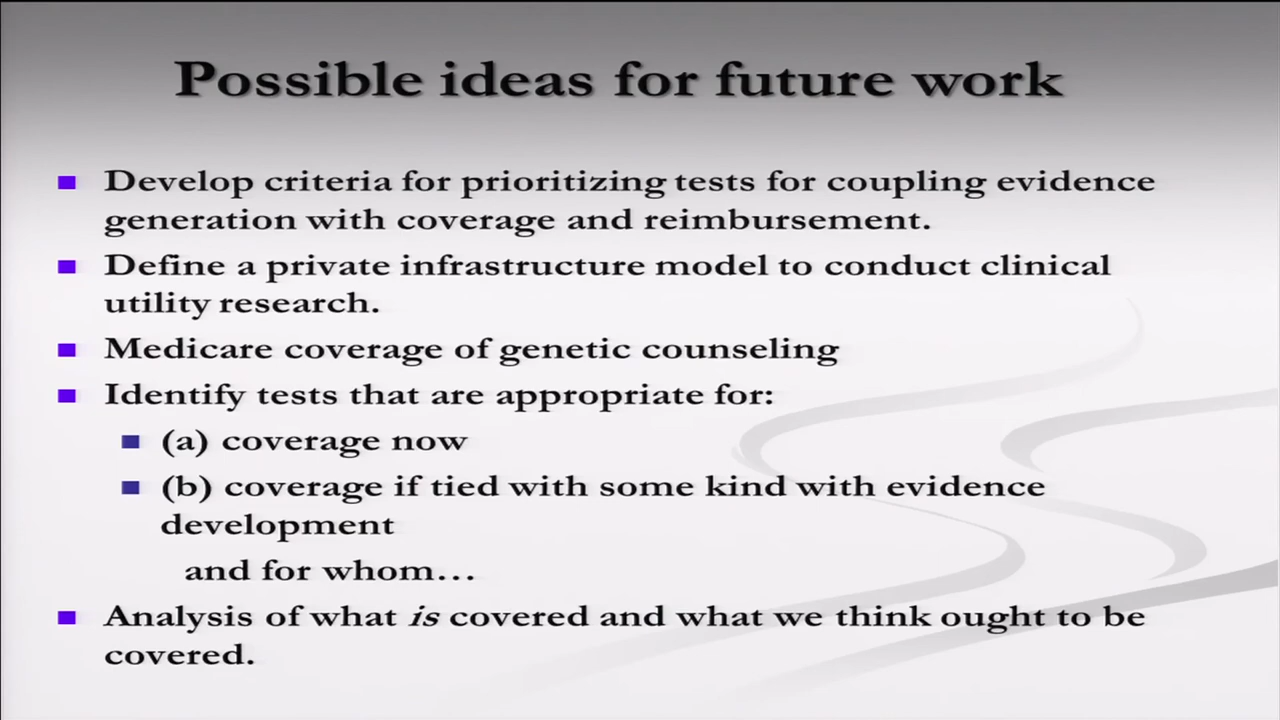 Possible ideas for future work
Develop criteria for prioritizing tests for coupling evidence
generation with coverage and reimbursement.
Define a private infrastructure model to conduct clinical
utility research.
Medicare coverage of genetic counseling
Identify tests that are appropriate for:
(a) coverage now
(b) coverage if tied with some kind with evidence
development
and for whom…
Analysis of what is covered and what we think ought to be
covered.